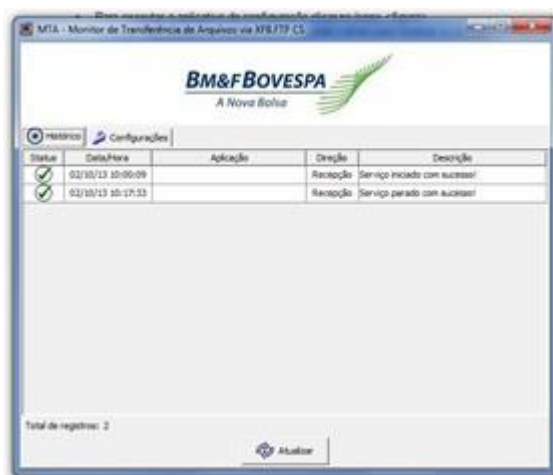 MTA - Monitor de Transferência de Arquivos via XFB.FTP CS
BM&FBOVESPA
A Nova Bolsa
Histórico Configurações
Status Data/Hora Aplicação Direção Descrição
02/10/13 10:00:09 Recepção Serviço iniciado com sucesso!
02/10/13 10:17:33 Recepção Serviço parado com sucesso!
Total de registros: 2
Atualizar